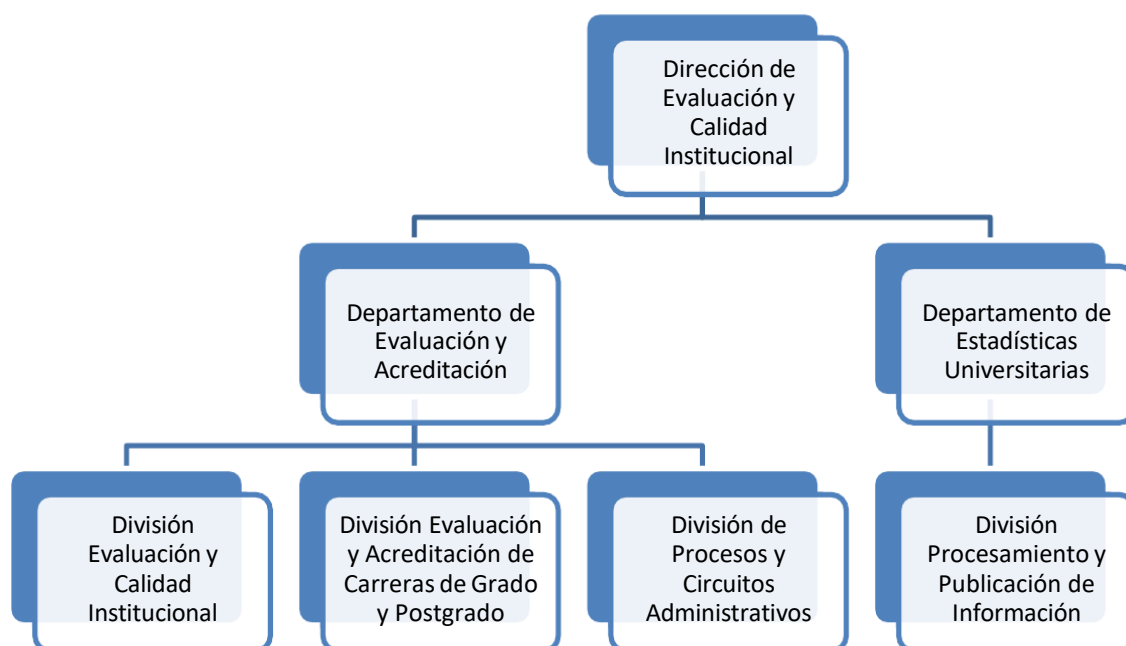 Dirección de
Evaluación y
Calidad
Institucional
Departamento de
Evaluación y
Acreditación
Departamento de
Estadísticas
Universitarias
División
Evaluación y
Calidad
Institucional
División Evaluación
y Acreditación de
Carreras de Grado
y Postgrado
División de
Procesos y
Circuitos
Administrativos
División
Procesamiento y
Publicación de
Información